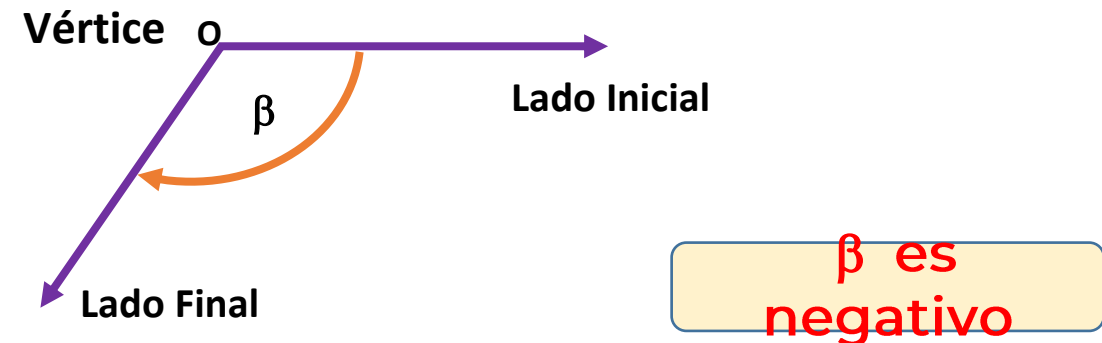 Vértice O
Lado Inicial
β
Lado Final
β es
negativo